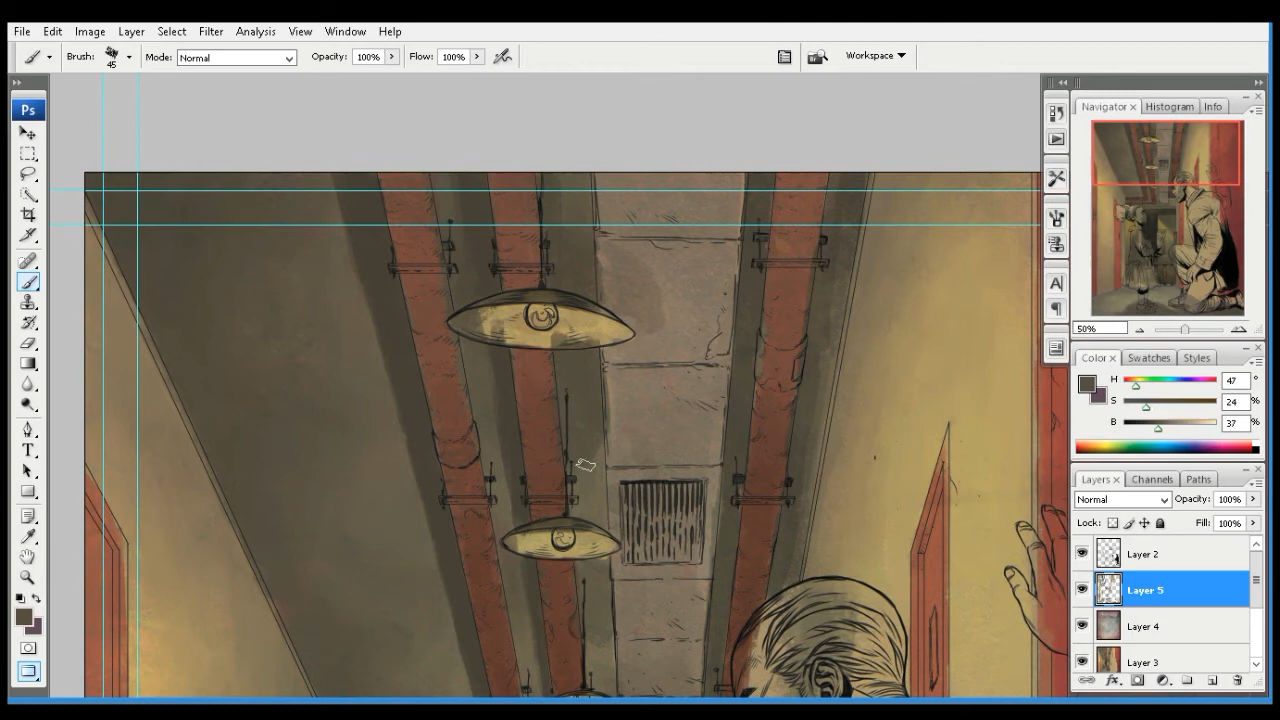 File Edit Image Layer Select Filter Analysis View Window Help
Brush: 45 Mode: Normal Opacity: 100% Flow: 100% Workspace
Ps
Navigator Histogram Info
50%
Color Swatches Styles
H 47 °
S 24 %
B 37 %
Layers Channels Paths
Normal Opacity: 100%
Lock: Fill: 100%
Layer 2
Layer 5
Layer 4
Layer 3
T
A
fx